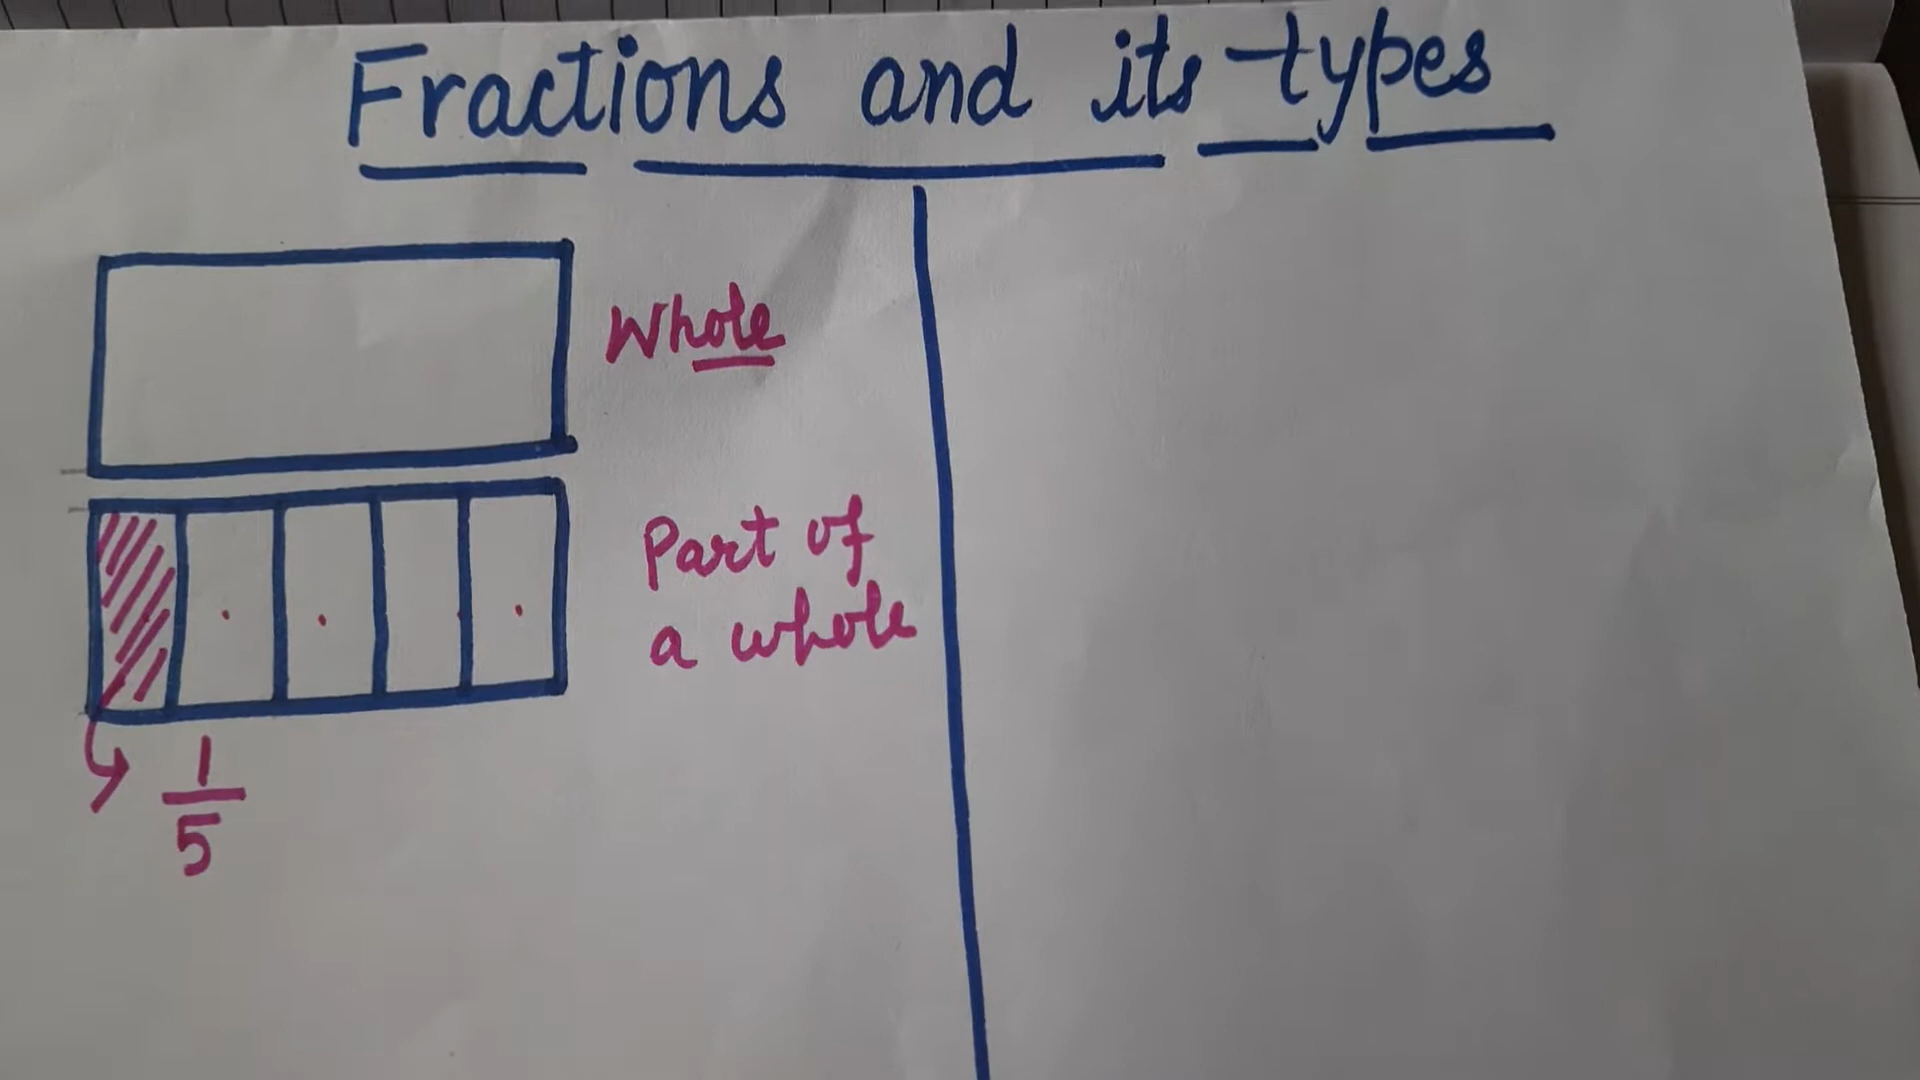 Fractions and its types
Whole
Part of
a whole
1
5